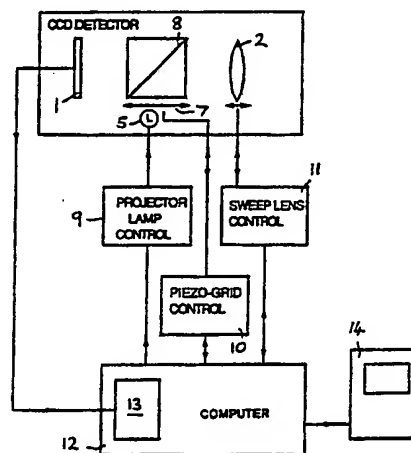 CCD DETECTOR
8
2
1
7
5
L
11
PROJECTOR
LAMP
CONTROL
9
SWEEP LENS
CONTROL
PIEZO-GRID
CONTROL
10
14
13
COMPUTER
12